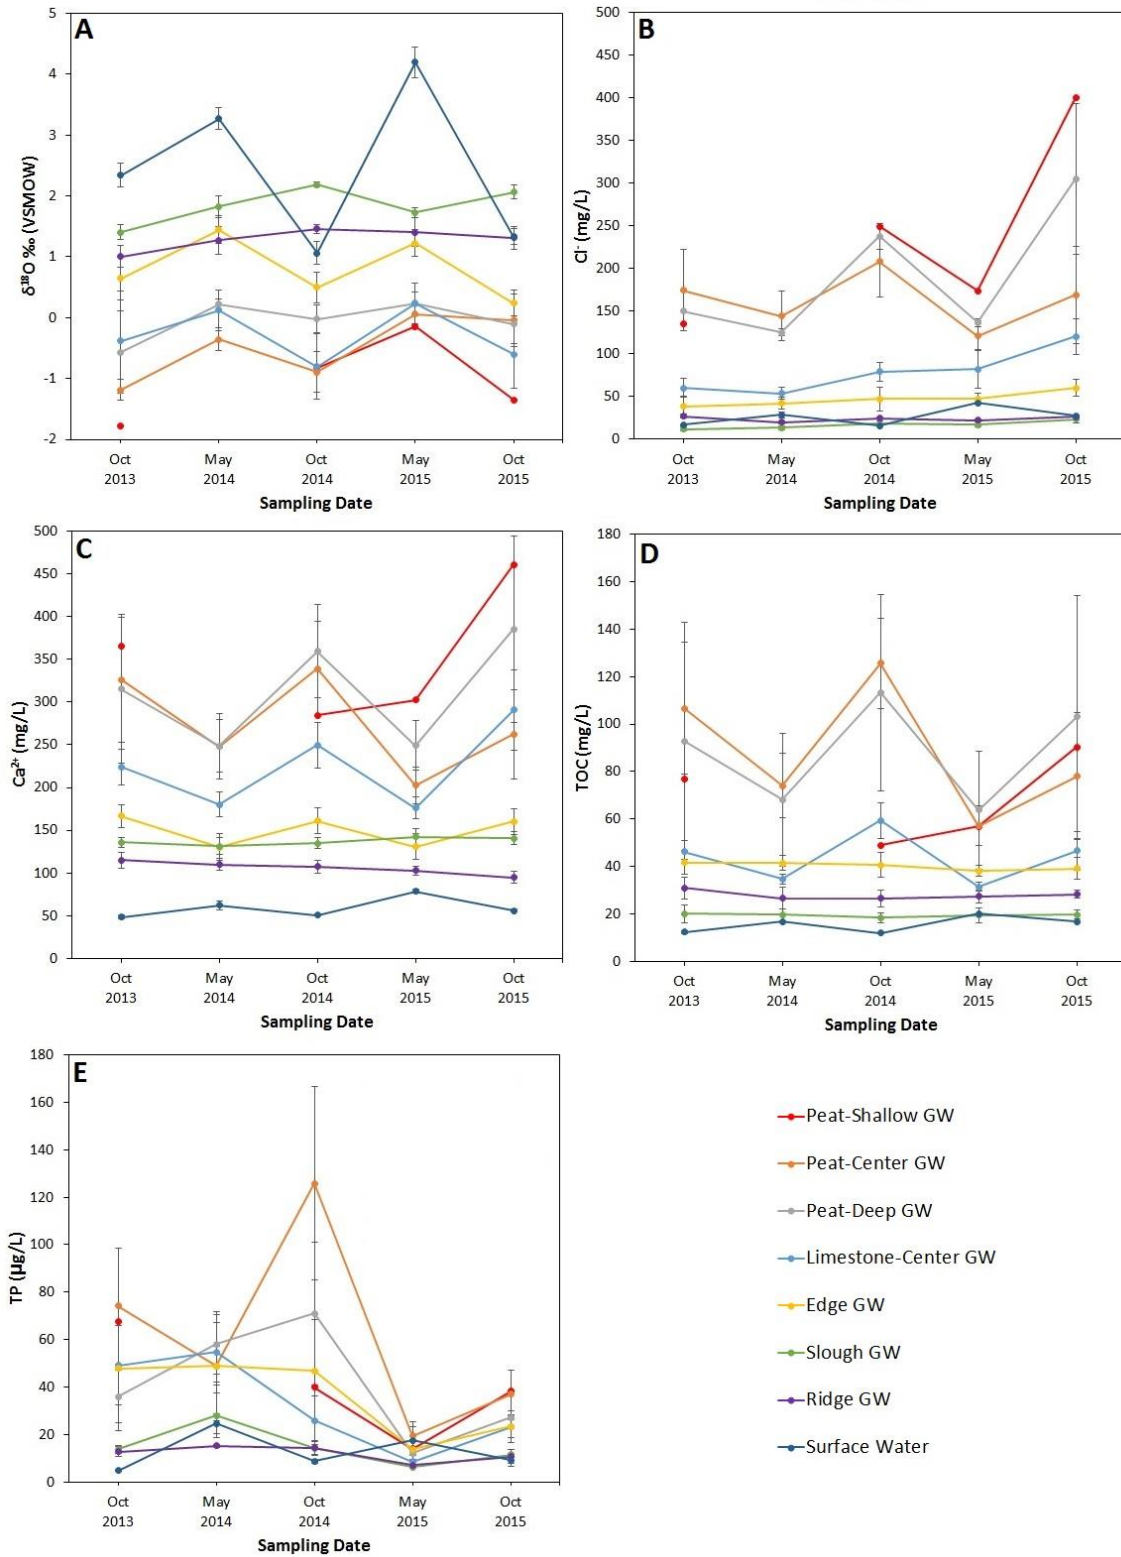 A
δ¹⁸O ‰ (VSMOW)
5
4
3
2
1
0
-1
-2
Oct 2013
May 2014
Oct 2014
May 2015
Oct 2015
Sampling Date
B
Cl⁻ (mg/L)
500
450
400
350
300
250
200
150
100
50
0
Oct 2013
May 2014
Oct 2014
May 2015
Oct 2015
Sampling Date
C
Ca²⁺ (mg/L)
500
450
400
350
300
250
200
150
100
50
0
Oct 2013
May 2014
Oct 2014
May 2015
Oct 2015
Sampling Date
D
TOC (mg/L)
180
160
140
120
100
80
60
40
20
0
Oct 2013
May 2014
Oct 2014
May 2015
Oct 2015
Sampling Date
E
TP (µg/L)
180
160
140
120
100
80
60
40
20
0
Oct 2013
May 2014
Oct 2014
May 2015
Oct 2015
Sampling Date
Peat-Shallow GW
Peat-Center GW
Peat-Deep GW
Limestone-Center GW
Edge GW
Slough GW
Ridge GW
Surface Water